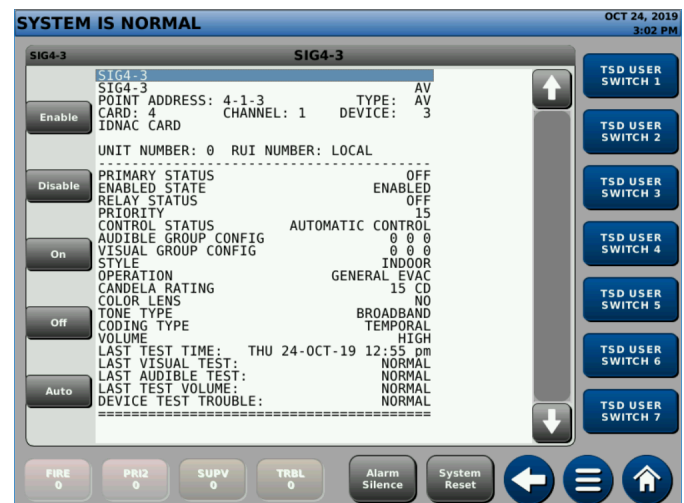 SYSTEM IS NORMAL
OCT 24, 2019
3:02 PM
SIG4-3
SIG4-3
SIG4-3
SIG4-3 AV
POINT ADDRESS: 4-1-3 TYPE: AV
CARD: 4 CHANNEL: 1 DEVICE: 3
IDNAC CARD
UNIT NUMBER: 0 RUI NUMBER: LOCAL
----------------------------------------
PRIMARY STATUS OFF
ENABLED STATE ENABLED
RELAY STATUS OFF
PRIORITY 15
CONTROL STATUS AUTOMATIC CONTROL
AUDIBLE GROUP CONFIG 0 0 0
VISUAL GROUP CONFIG 0 0 0
STYLE INDOOR
OPERATION GENERAL EVAC
CANDELA RATING 15 CD
COLOR LENS NO
TONE TYPE BROADBAND
CODING TYPE TEMPORAL
VOLUME HIGH
LAST TEST TIME: THU 24-OCT-19 12:55 pm
LAST VISUAL TEST: NORMAL
LAST AUDIBLE TEST: NORMAL
LAST TEST VOLUME: NORMAL
DEVICE TEST TROUBLE: NORMAL
========================================
Enable
Disable
On
Off
Auto
TSD USER
SWITCH 1
TSD USER
SWITCH 2
TSD USER
SWITCH 3
TSD USER
SWITCH 4
TSD USER
SWITCH 5
TSD USER
SWITCH 6
TSD USER
SWITCH 7
FIRE
0
PRI2
0
SUPV
0
TRBL
0
Alarm
Silence
System
Reset